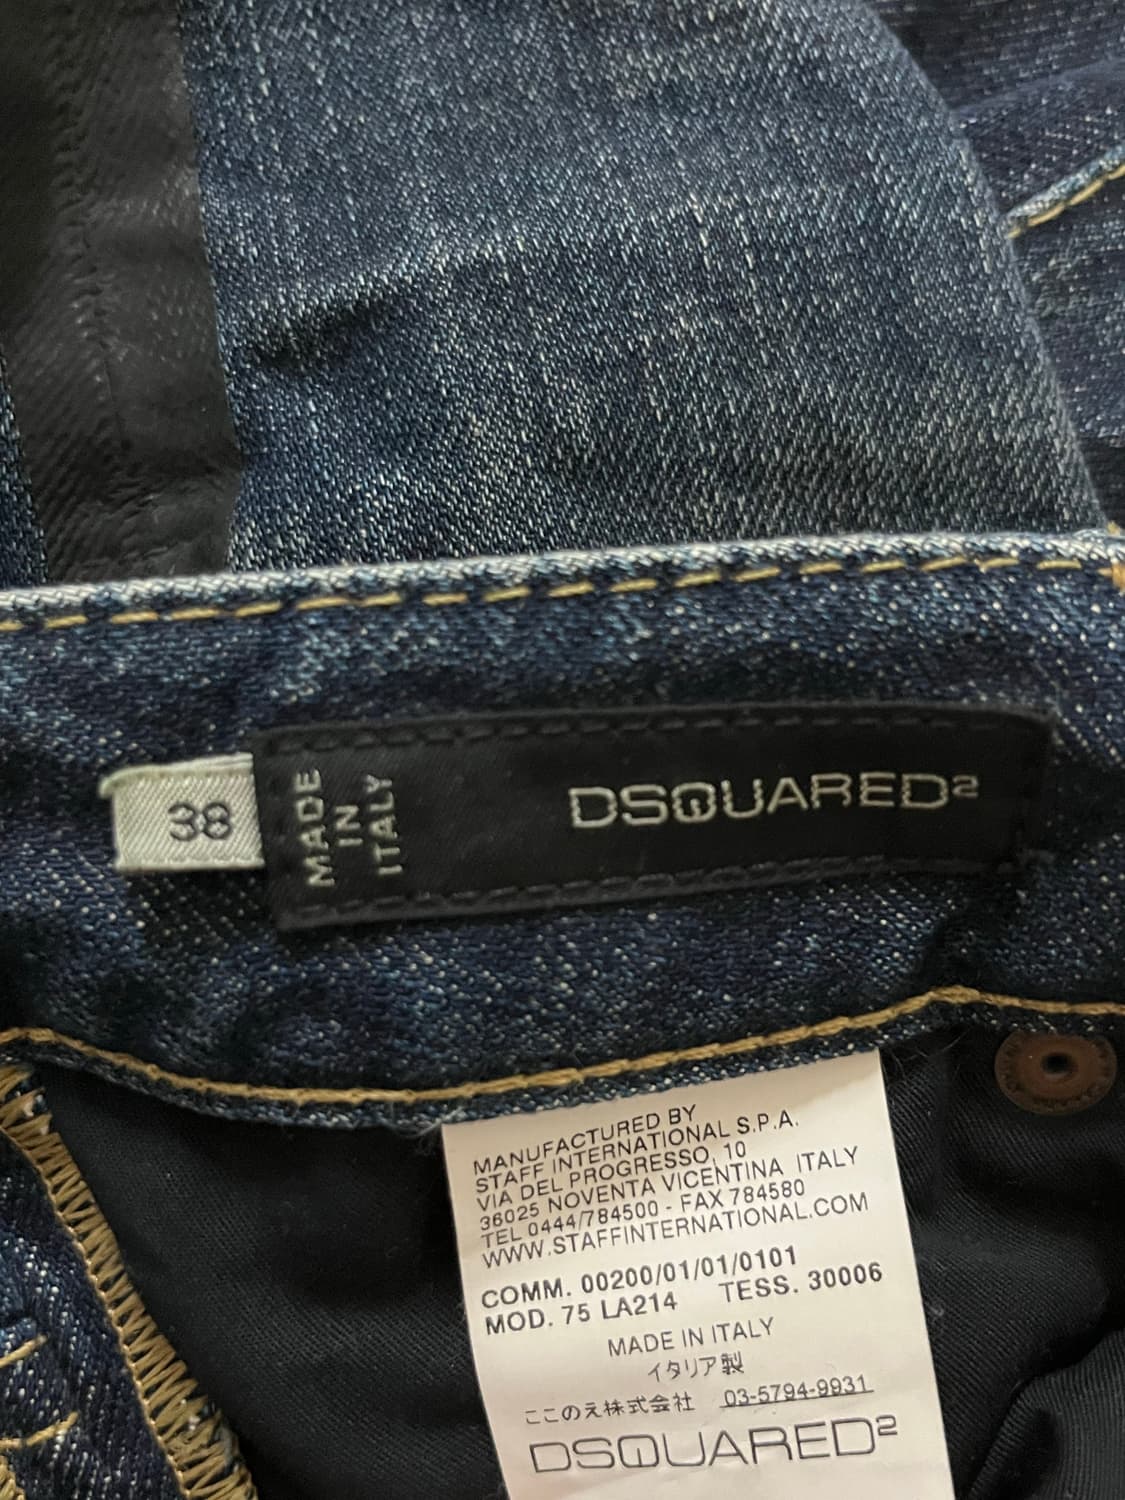 38
MADE
IN
ITALY
DSQUARED2
MANUFACTURED BY
STAFF INTERNATIONAL S.P.A.
VIA DEL PROGRESSO, 10
36025 NOVENTA VICENTINA ITALY
TEL 0444/784500 - FAX 784580
WWW.STAFFINTERNATIONAL.COM
COMM. 00200/01/01/0101
MOD. 75 LA214 TESS. 30006
MADE IN ITALY
イタリア製
ここのえ株式会社 03-5794-9931
DSQUARED2